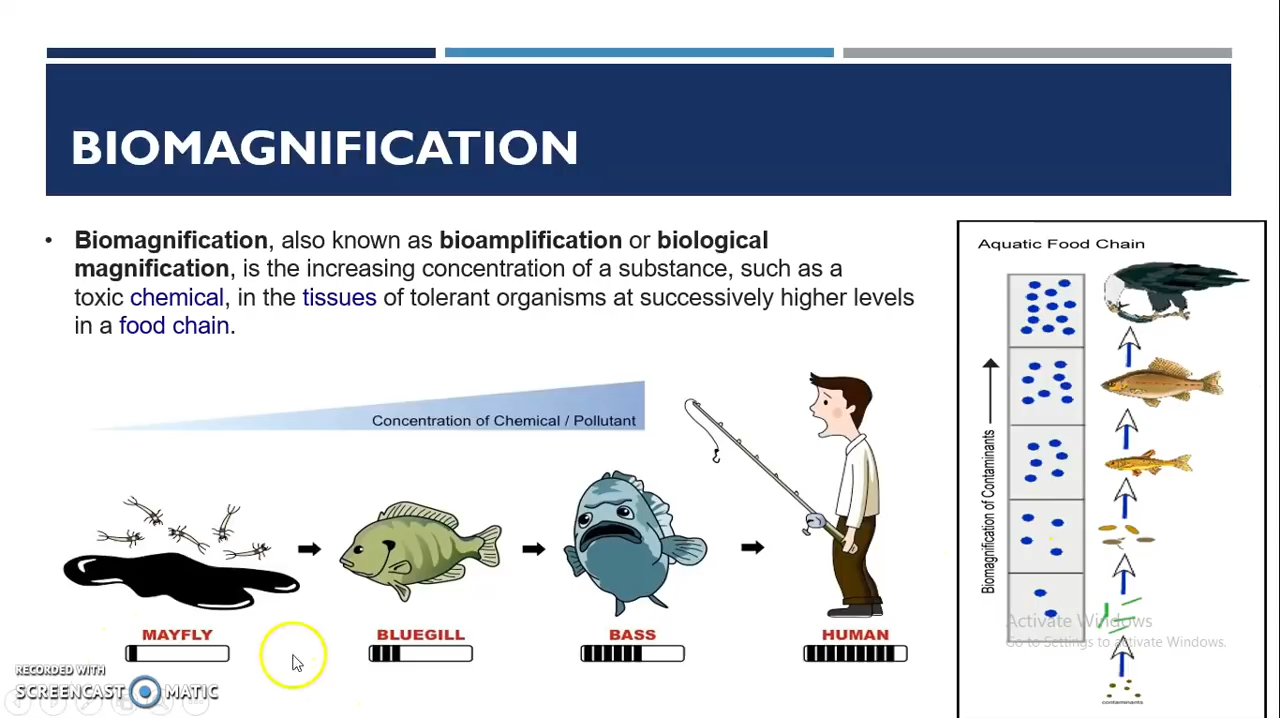 BIOMAGNIFICATION
• Biomagnification, also known as bioamplification or biological
magnification, is the increasing concentration of a substance, such as a
toxic chemical, in the tissues of tolerant organisms at successively higher levels
in a food chain.
Concentration of Chemical / Pollutant
MAYFLY
BLUEGILL
BASS
HUMAN
Aquatic Food Chain
Biomagnification of Contaminants
contaminants
Activate Windows
Go to Settings to activate Windows.
RECORDED WITH
SCREENCAST MATIC